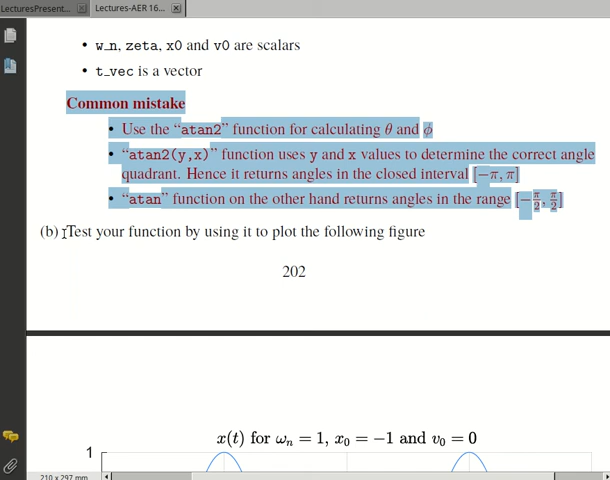 LecturesPresent...
Lectures-AER 16...
• w_n, zeta, x0 and v0 are scalars
• t_vec is a vector
Common mistake
• Use the “atan2” function for calculating θ and ϕ
• “atan2(y,x)” function uses y and x values to determine the correct angle
quadrant. Hence it returns angles in the closed interval [−π, π]
• “atan” function on the other hand returns angles in the range [−π/2, π/2]
(b) Test your function by using it to plot the following figure
202
x(t) for ωₙ = 1, x₀ = −1 and v₀ = 0
1
210 x 297 mm